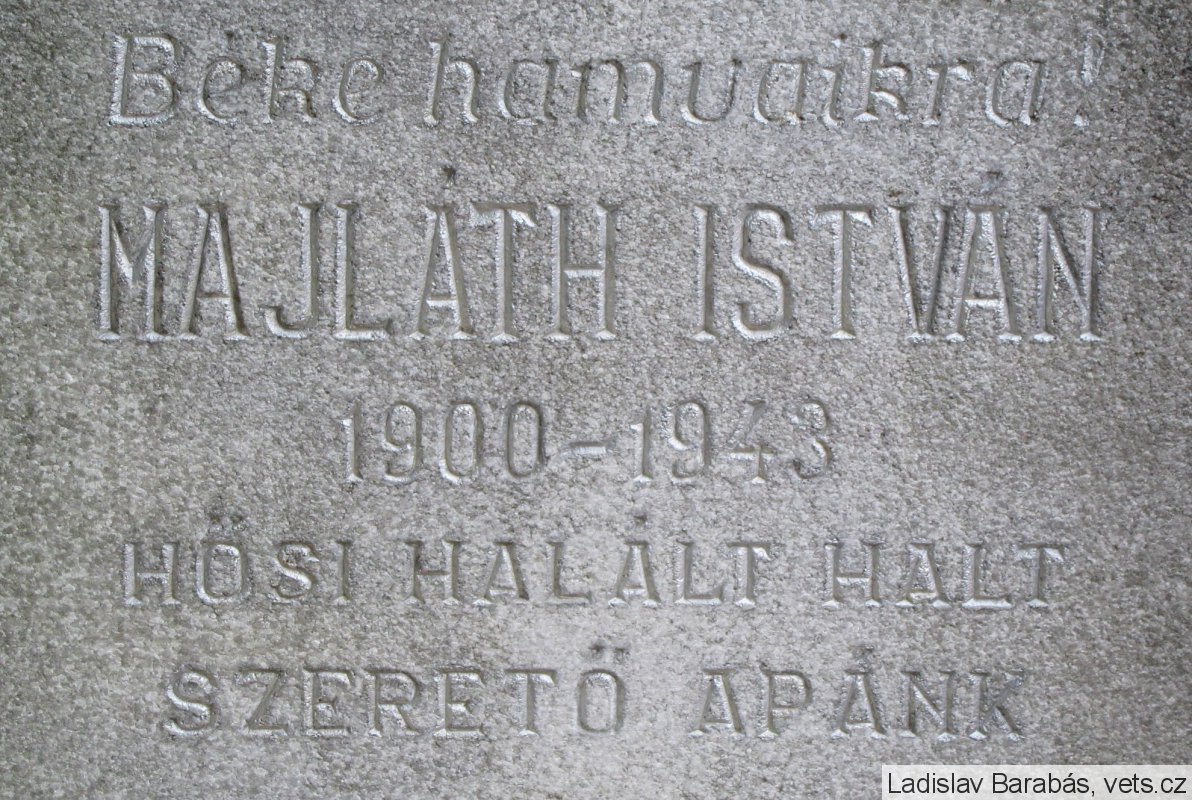 Béke hamvaikra!
MAJLÁTH ISTVÁN
1900-1943
HŐSI HALÁLT HALT
SZERETŐ APÁNK
Ladislav Barabás, vets.cz